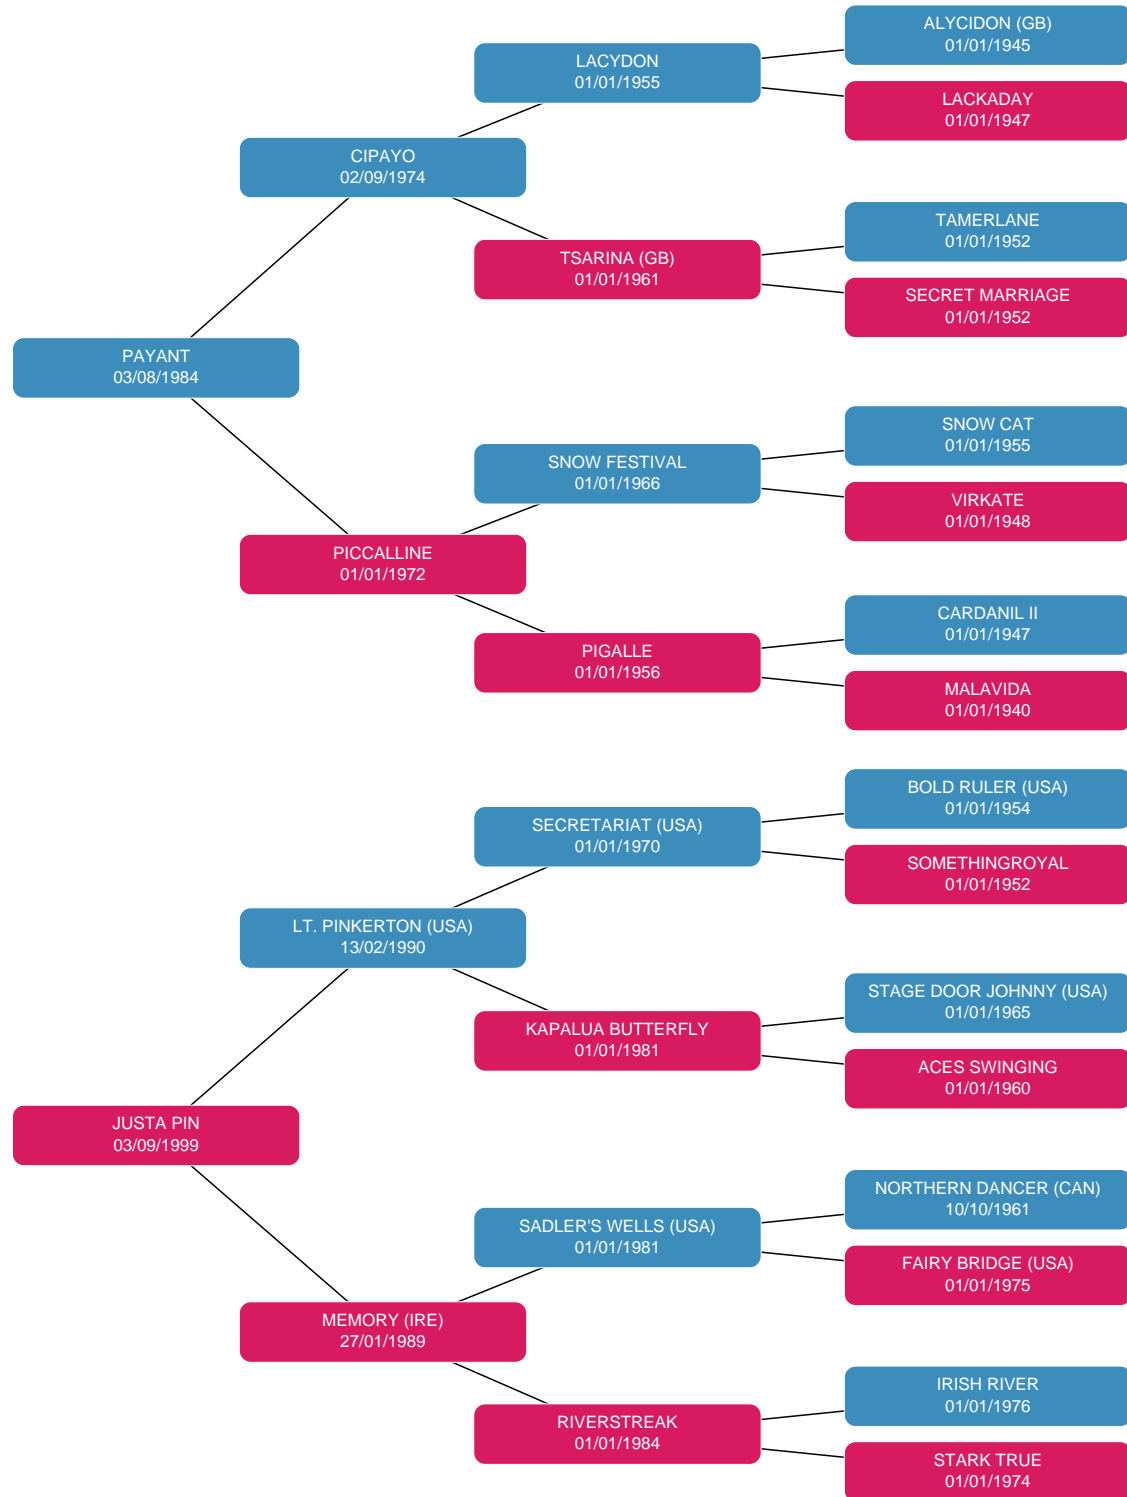 ALYCIDON (GB)
01/01/1945
LACYDON
01/01/1955
LACKADAY
01/01/1947
CIPAYO
02/09/1974
TAMERLANE
01/01/1952
TSARINA (GB)
01/01/1961
SECRET MARRIAGE
01/01/1952
PAYANT
03/08/1984
SNOW CAT
01/01/1955
SNOW FESTIVAL
01/01/1966
VIRKATE
01/01/1948
PICCALLINE
01/01/1972
CARDANIL II
01/01/1947
PIGALLE
01/01/1956
MALAVIDA
01/01/1940
BOLD RULER (USA)
01/01/1954
SECRETARIAT (USA)
01/01/1970
SOMETHINGROYAL
01/01/1952
LT. PINKERTON (USA)
13/02/1990
STAGE DOOR JOHNNY (USA)
01/01/1965
KAPALUA BUTTERFLY
01/01/1981
ACES SWINGING
01/01/1960
JUSTA PIN
03/09/1999
NORTHERN DANCER (CAN)
10/10/1961
SADLER'S WELLS (USA)
01/01/1981
FAIRY BRIDGE (USA)
01/01/1975
MEMORY (IRE)
27/01/1989
IRISH RIVER
01/01/1976
RIVERSTREAK
01/01/1984
STARK TRUE
01/01/1974